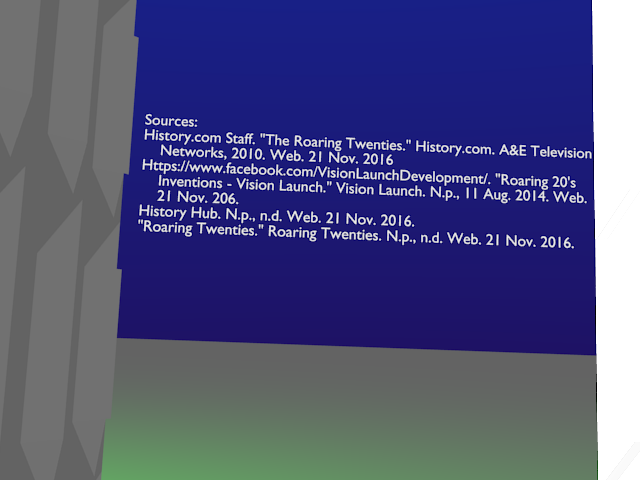 Sources:
History.com Staff. "The Roaring Twenties." History.com. A&E Television
Networks, 2010. Web. 21 Nov. 2016
Https://www.facebook.com/VisionLaunchDevelopment/. "Roaring 20's
Inventions - Vision Launch." Vision Launch. N.p., 11 Aug. 2014. Web.
21 Nov. 206.
History Hub. N.p., n.d. Web. 21 Nov. 2016.
"Roaring Twenties." Roaring Twenties. N.p., n.d. Web. 21 Nov. 2016.